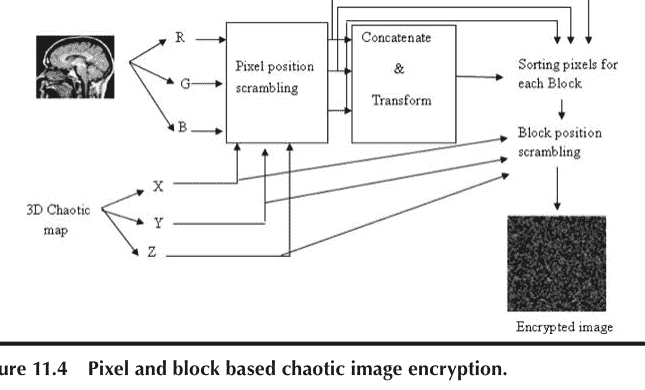 R
G
B
Pixel position
scrambling
Concatenate
&
Transform
Sorting pixels for
each Block
Block position
scrambling
3D Chaotic
map
X
Y
Z
Encrypted image
ure 11.4 Pixel and block based chaotic image encryption.